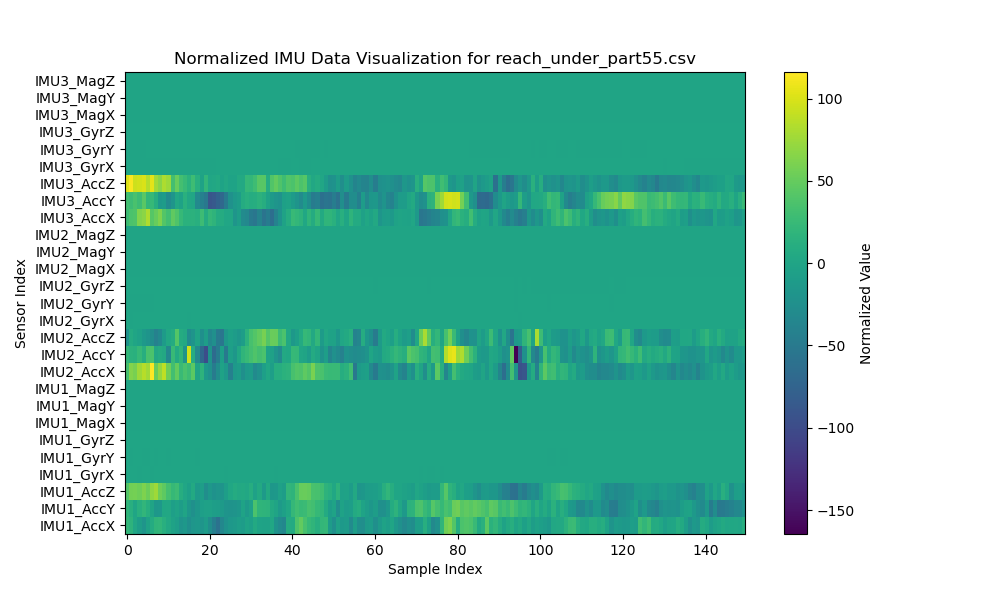 Normalized IMU Data Visualization for reach_under_part55.csv
IMU3_MagZ
IMU3_MagY
IMU3_MagX
IMU3_GyrZ
IMU3_GyrY
IMU3_GyrX
IMU3_AccZ
IMU3_AccY
IMU3_AccX
IMU2_MagZ
IMU2_MagY
IMU2_MagX
IMU2_GyrZ
IMU2_GyrY
IMU2_GyrX
IMU2_AccZ
IMU2_AccY
IMU2_AccX
IMU1_MagZ
IMU1_MagY
IMU1_MagX
IMU1_GyrZ
IMU1_GyrY
IMU1_GyrX
IMU1_AccZ
IMU1_AccY
IMU1_AccX
Sensor Index
0 20 40 60 80 100 120 140
Sample Index
100
50
0
−50
−100
−150
Normalized Value